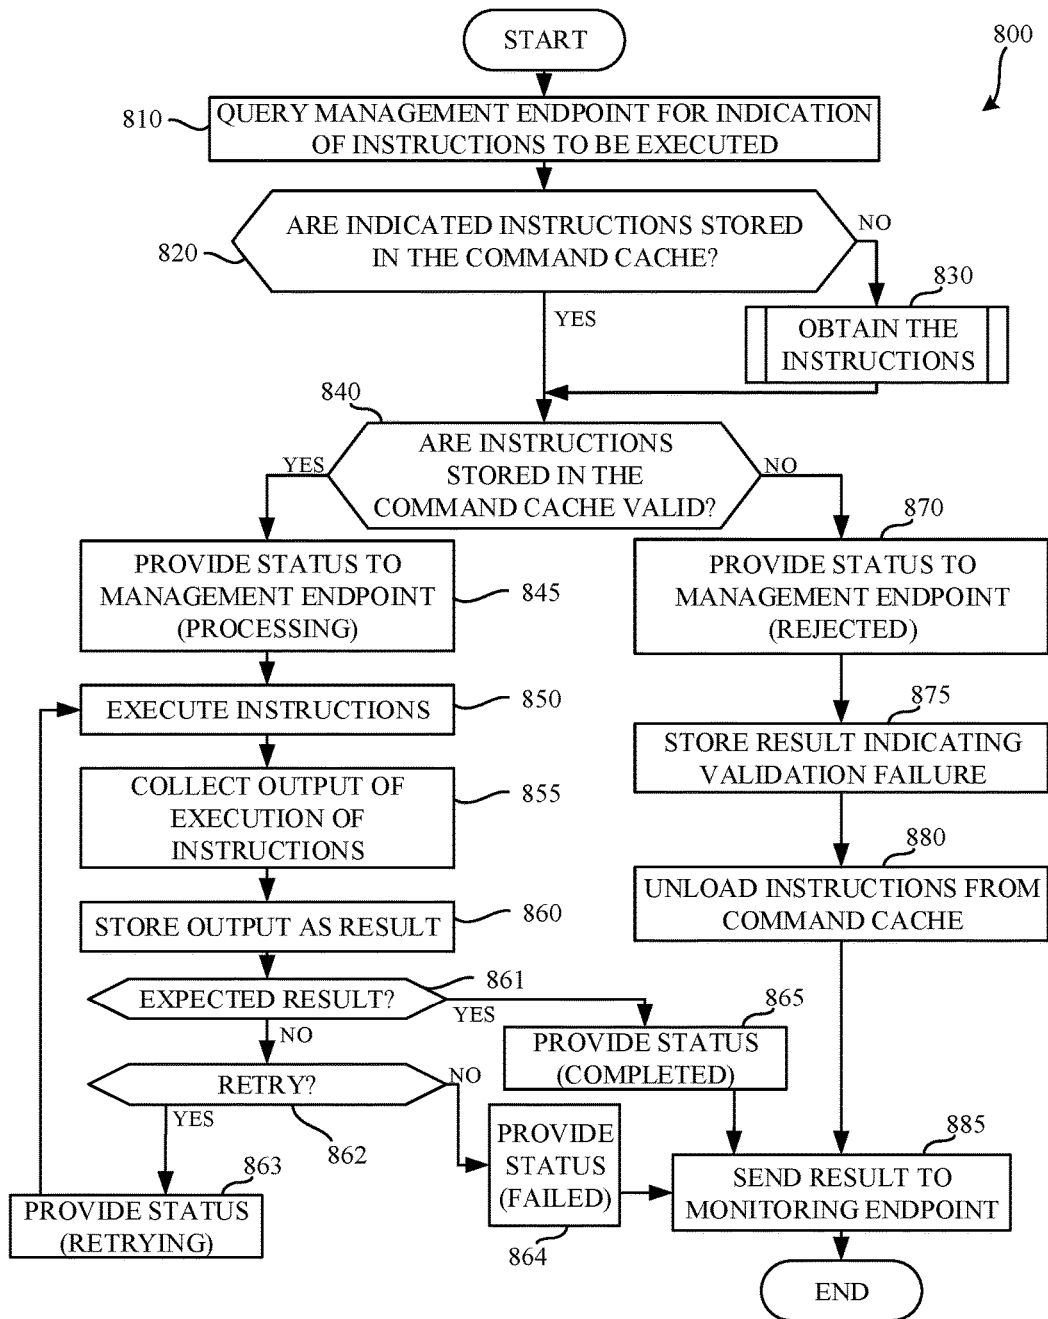 START
800
810
QUERY MANAGEMENT ENDPOINT FOR INDICATION
OF INSTRUCTIONS TO BE EXECUTED
820
ARE INDICATED INSTRUCTIONS STORED
IN THE COMMAND CACHE?
NO
YES
830
OBTAIN THE
INSTRUCTIONS
840
ARE INSTRUCTIONS
STORED IN THE
COMMAND CACHE VALID?
YES
NO
PROVIDE STATUS TO
MANAGEMENT ENDPOINT
(PROCESSING)
845
870
PROVIDE STATUS TO
MANAGEMENT ENDPOINT
(REJECTED)
EXECUTE INSTRUCTIONS
850
875
STORE RESULT INDICATING
VALIDATION FAILURE
COLLECT OUTPUT OF
EXECUTION OF
INSTRUCTIONS
855
880
UNLOAD INSTRUCTIONS FROM
COMMAND CACHE
STORE OUTPUT AS RESULT
860
EXPECTED RESULT?
861
YES
NO
865
PROVIDE STATUS
(COMPLETED)
RETRY?
NO
YES
862
863
PROVIDE STATUS
(RETRYING)
PROVIDE
STATUS
(FAILED)
864
885
SEND RESULT TO
MONITORING ENDPOINT
END